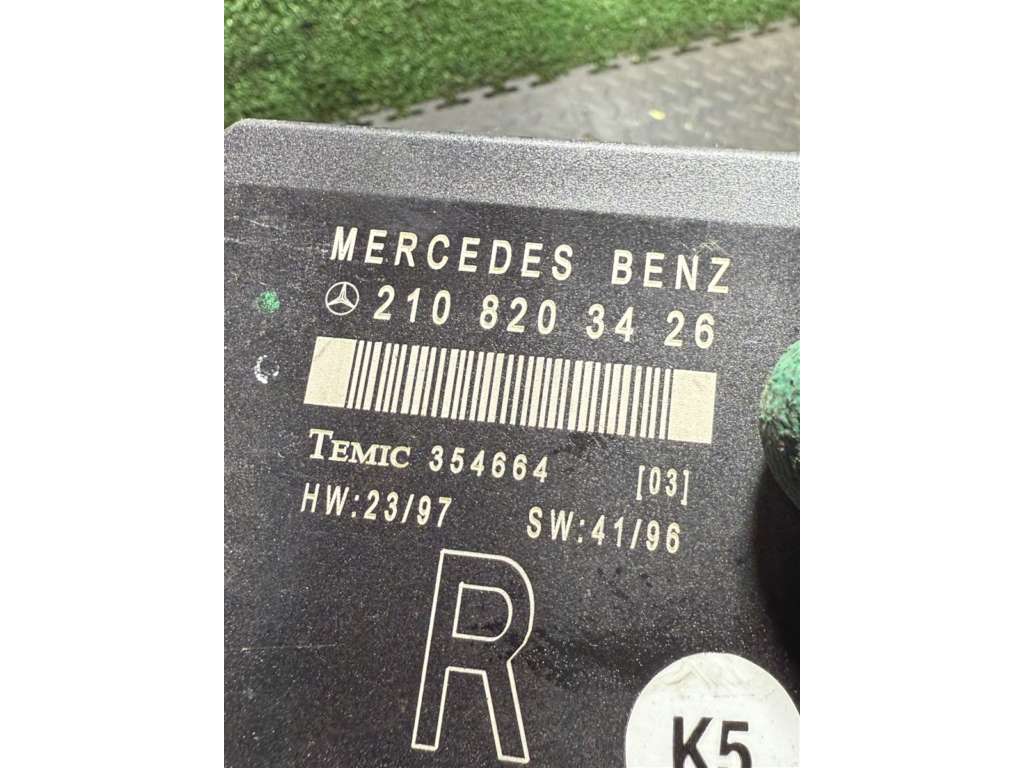 MERCEDES BENZ
210 820 34 26
TEMIC 354664 [03]
HW:23/97 SW:41/96
R
K5